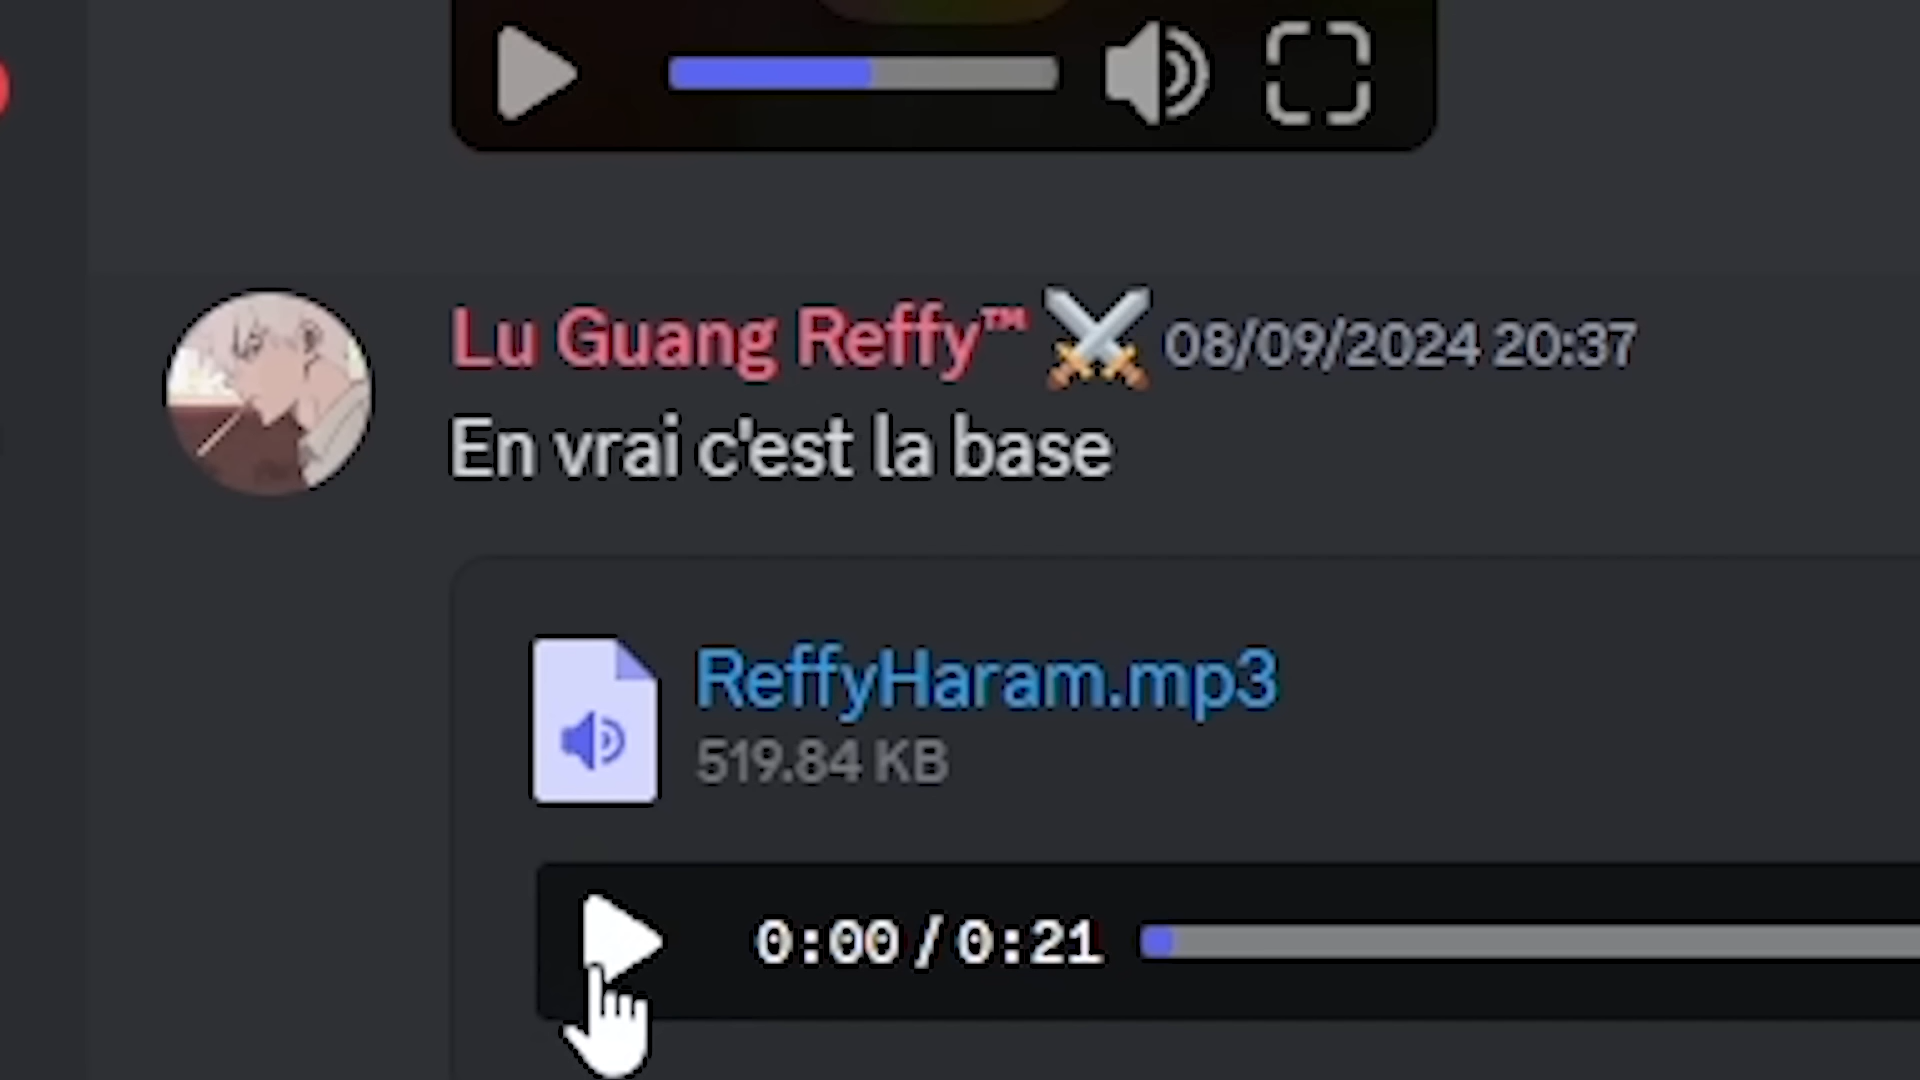 Lu Guang Reffy™ ⚔️ 08/09/2024 20:37
En vrai c'est la base
ReffyHaram.mp3
519.84 KB
0:00 / 0:21